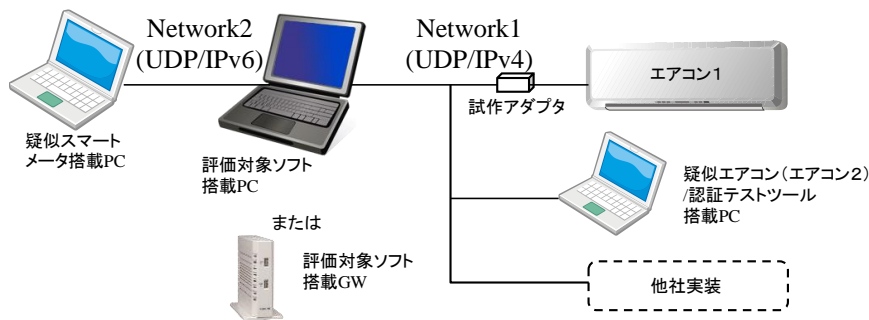 Network2
(UDP/IPv6)
Network1
(UDP/IPv4)
エアコン1
試作アダプタ
疑似スマート
メータ搭載PC
評価対象ソフト
搭載PC
疑似エアコン(エアコン2)
/認証テストツール
搭載PC
または
評価対象ソフト
搭載GW
他社実装